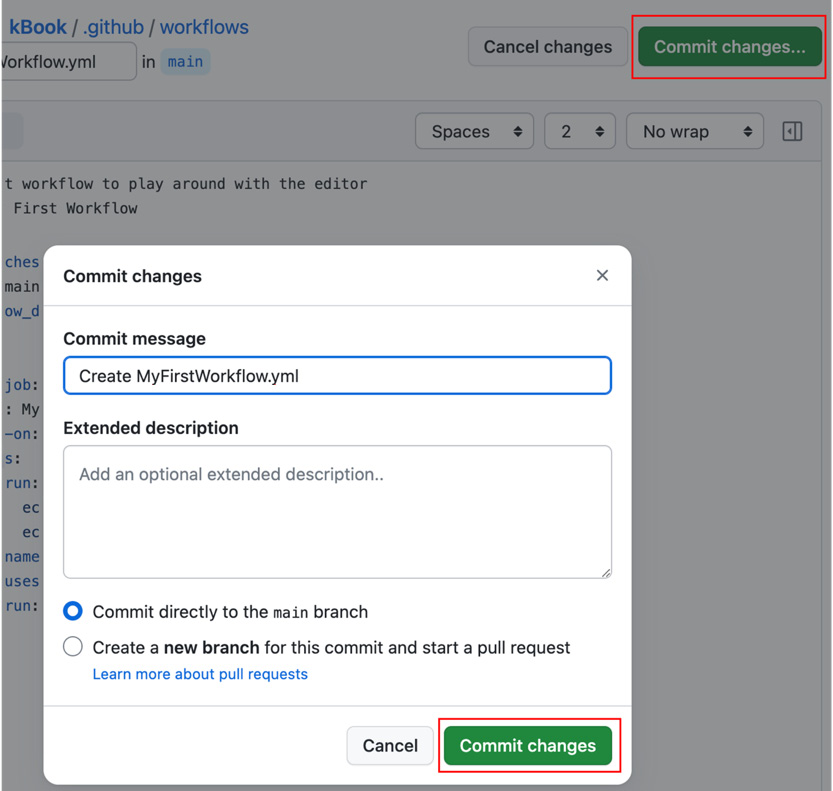 kBook / .github / workflows
Workflow.yml in main
Cancel changes
Commit changes...
Spaces
2
No wrap
t workflow to play around with the editor
First Workflow
ches
main
ow_d
job:
: My
-on:
s:
run:
ec
ec
name
uses
run:
Commit changes
Commit message
Create MyFirstWorkflow.yml
Extended description
Add an optional extended description..
Commit directly to the main branch
Create a new branch for this commit and start a pull request
Learn more about pull requests
Cancel
Commit changes